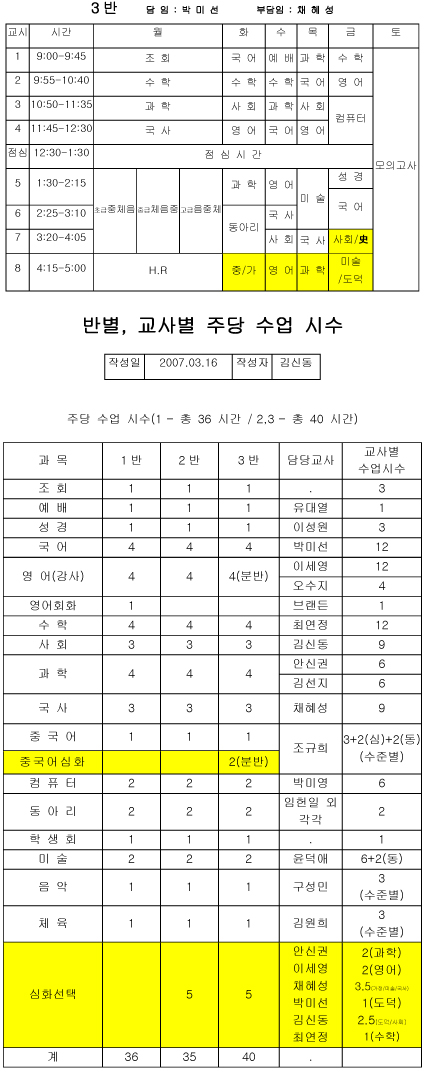 3반 담 임 : 박 미 선 부담임 : 채 혜 성
교시 시간 월 화 수 목 금 토
1 9:00-9:45 조 회 국 어 예 배 과 학 수 학
2 9:55-10:40 수 학 수 학 국 어 영 어
3 10:50-11:35 과 학 사 회 과 학 사 회 컴퓨터
4 11:45-12:30 국 사 영 어 국 어 영 어
점심 12:30-1:30 점 심 시 간 모의고사
5 1:30-2:15 초급중체음 중급체음중 고급음중체 과 학 영 어 미 술 성 경
6 2:25-3:10 동아리 국 사 국 어
7 3:20-4:05 사 회 국 사 사회/史
8 4:15-5:00 H.R 중/가 영 어 과 학 미술
/도덕
반별, 교사별 주당 수업 시수
작성일 2007.03.16 작성자 김신동
주당 수업 시수(1 - 총 36 시간 / 2,3 - 총 40 시간)
과 목 1반 2반 3반 담당교사 교사별
수업시수
조 회 1 1 1 . 3
예 배 1 1 1 유대열 1
성 경 1 1 1 이성원 3
국 어 4 4 4 박미선 12
영 어(강사) 4 4 4(분반) 이세영 12
오수지 4
영어회화 1 브랜든 1
수 학 4 4 4 최연정 12
사 회 3 3 3 김신동 9
과 학 4 4 4 안신권 6
김선지 6
국 사 3 3 3 채혜성 9
중 국 어 1 1 1 조규희 3+2(심)+2(동)
(수준별)
중국어심화 2(분반)
컴 퓨 터 2 2 2 박미영 6
동 아 리 2 2 2 임헌일 외
각각 2
학 생 회 1 1 1 . 1
미 술 2 2 2 윤덕애 6+2(동)
음 악 1 1 1 구성민 3
(수준별)
체 육 1 1 1 김원희 3
(수준별)
심화선택 5 5 안신권 2(과학)
이세영 2(영어)
채혜성 3.5(가정/미술/국사)
박미선 1(도덕)
김신동 2.5(도덕/사회)
최연정 1(수학)
계 36 35 40 .